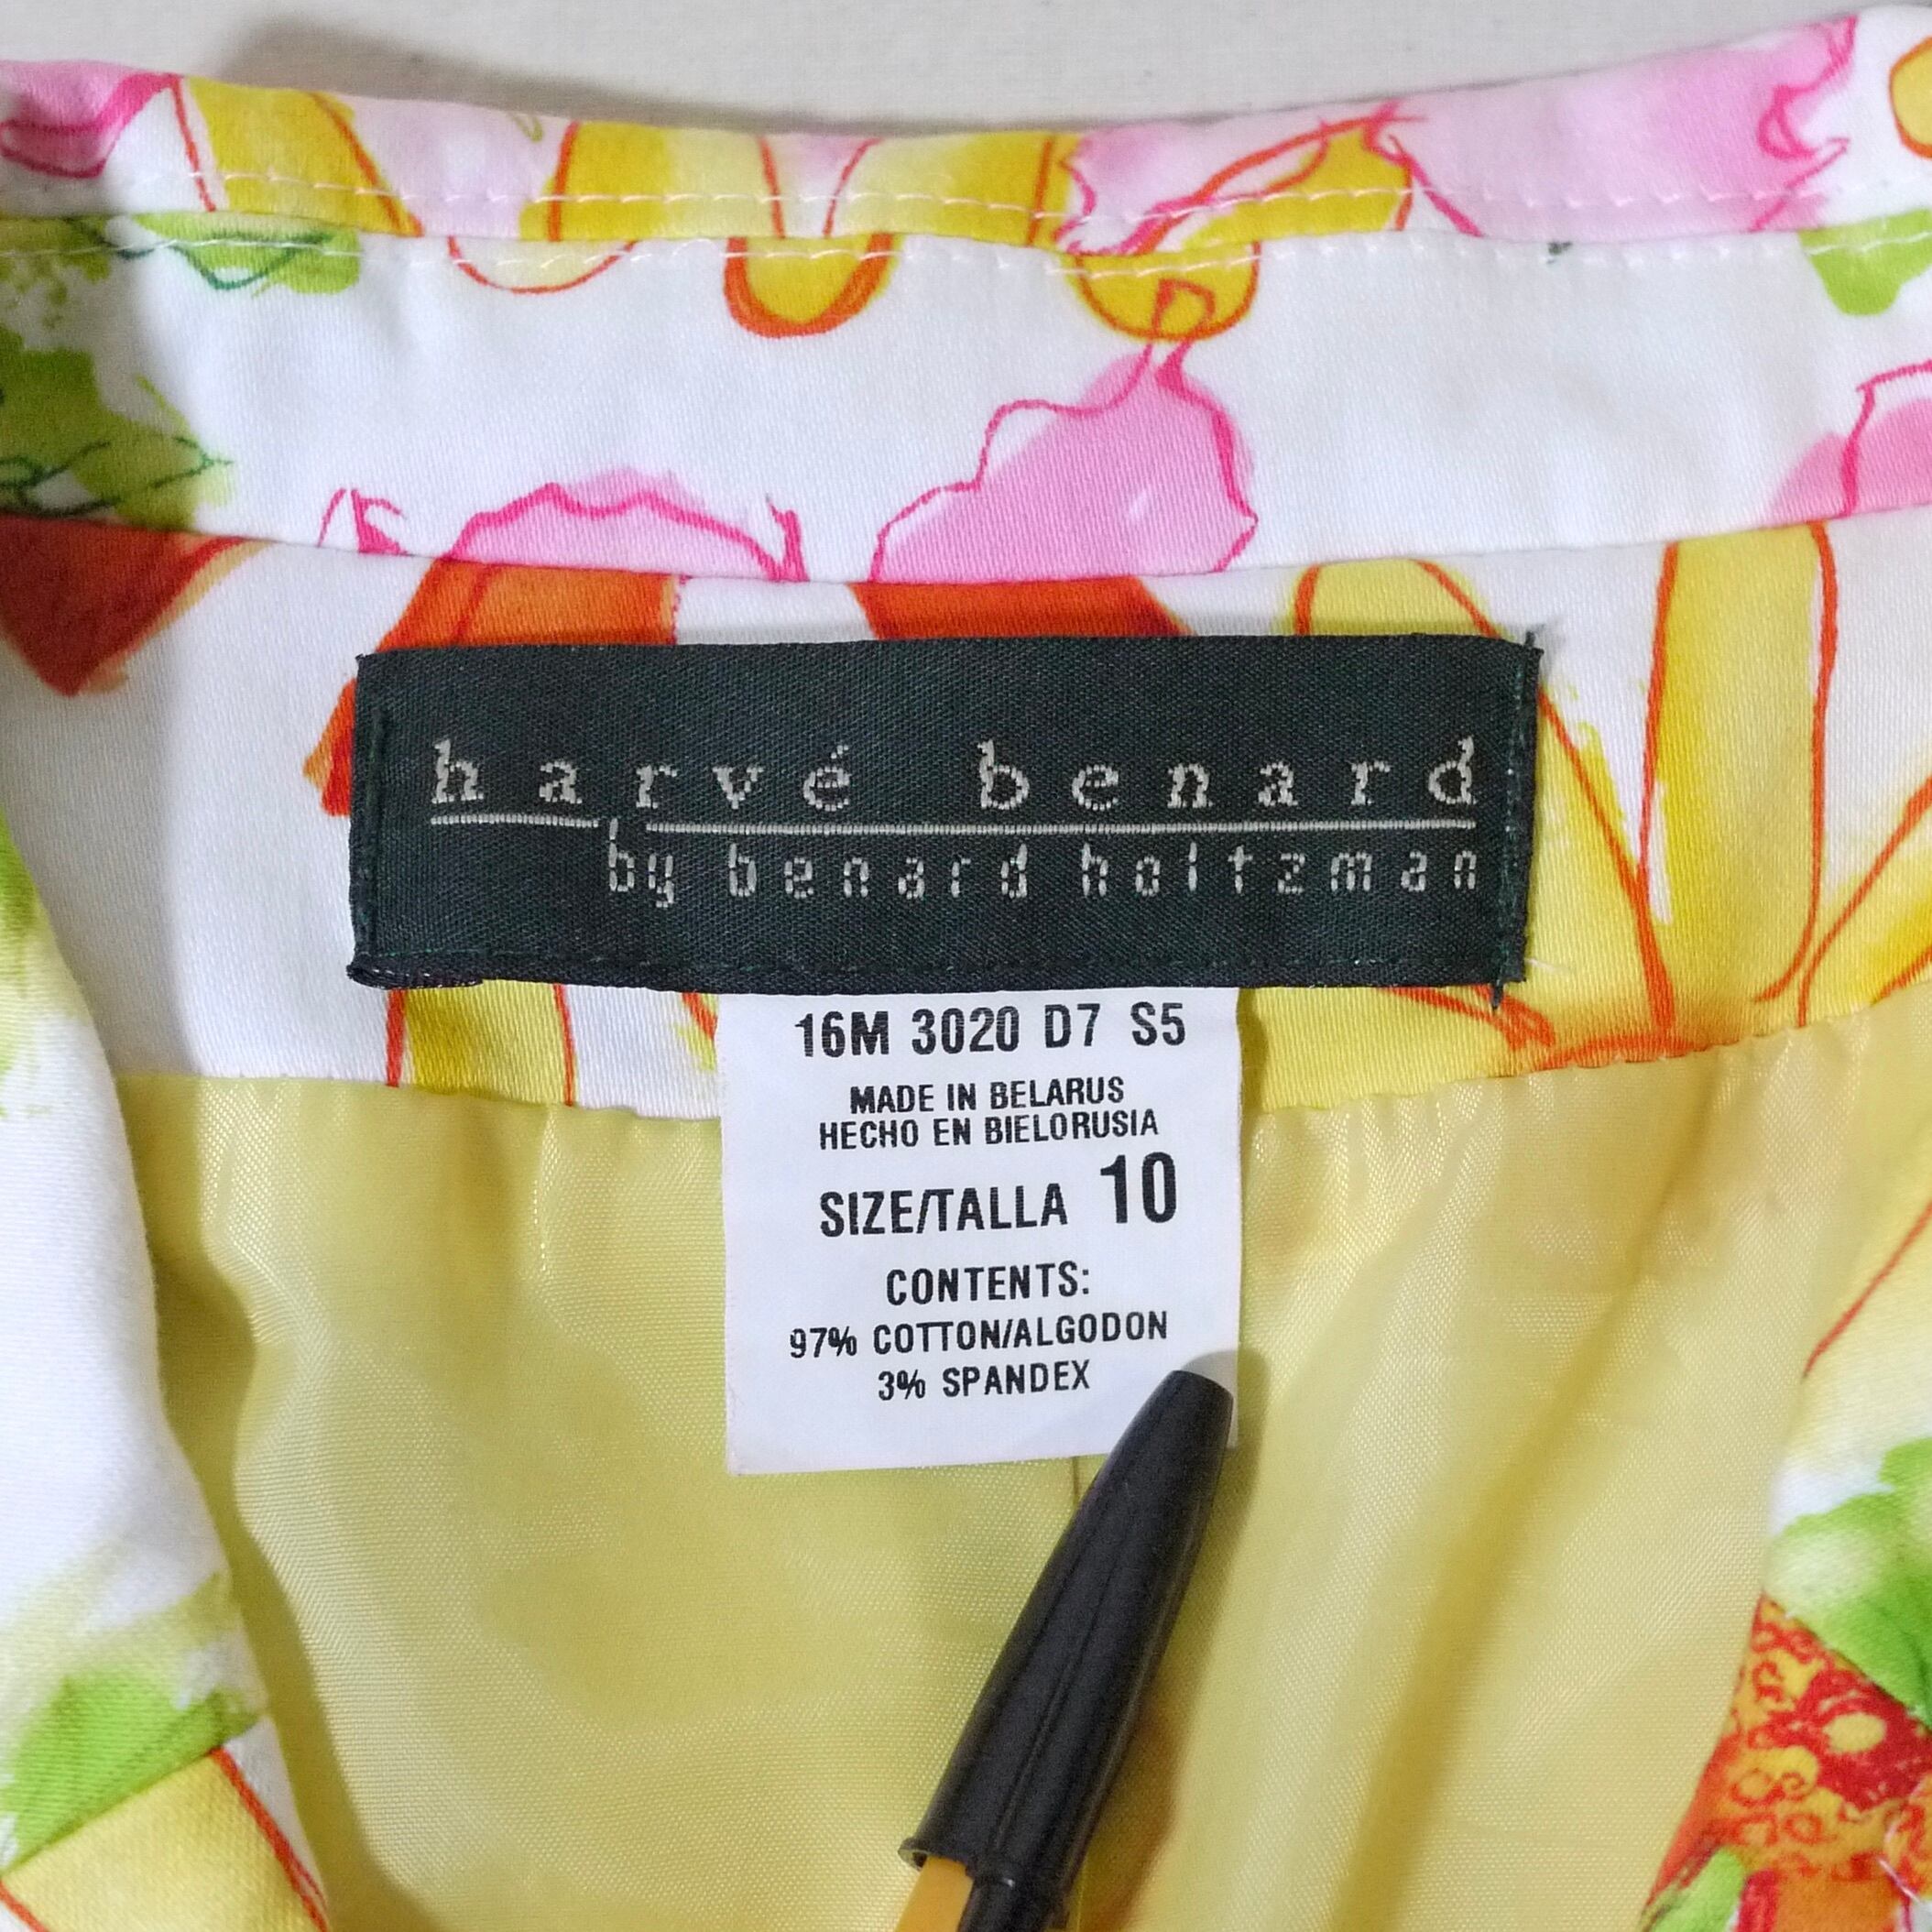 harvé benard
by benard holtzman
16M 3020 D7 S5
MADE IN BELARUS
HECHO EN BIELORUSIA
SIZE/TALLA 10
CONTENTS:
97% COTTON/ALGODON
3% SPANDEX